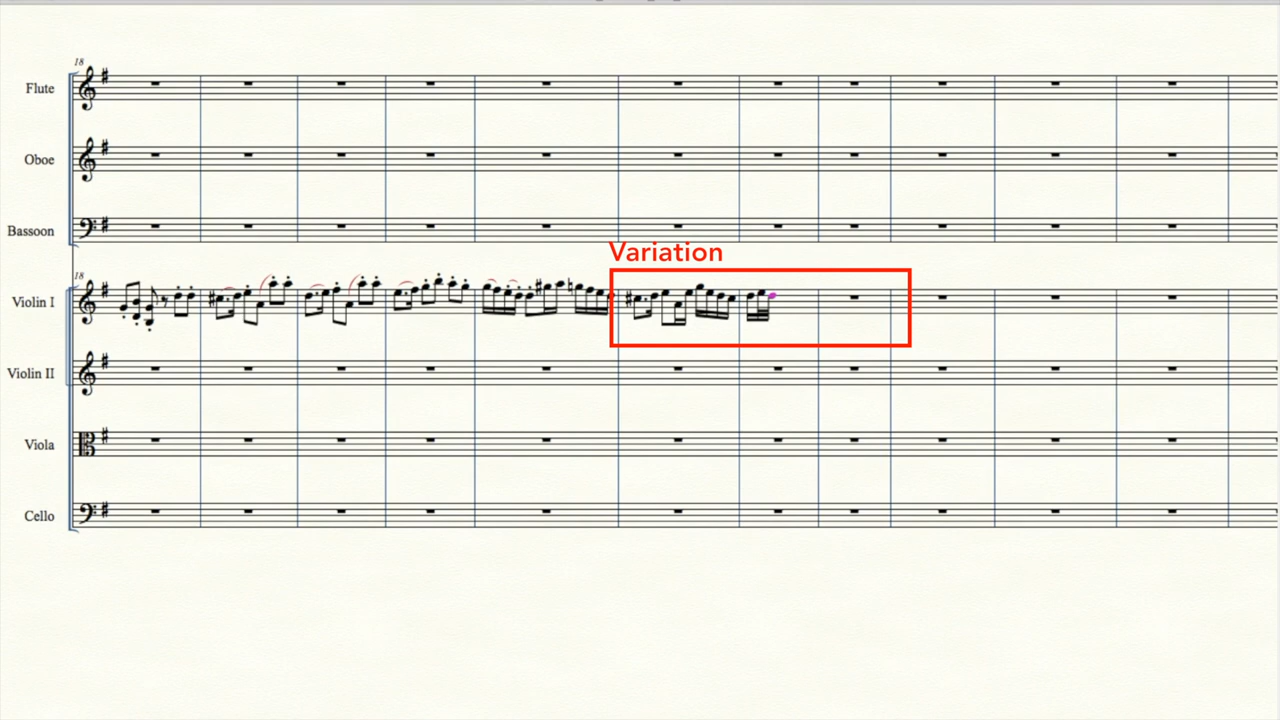 18
Flute
Oboe
Bassoon
Variation
18
Violin I
Violin II
Viola
Cello